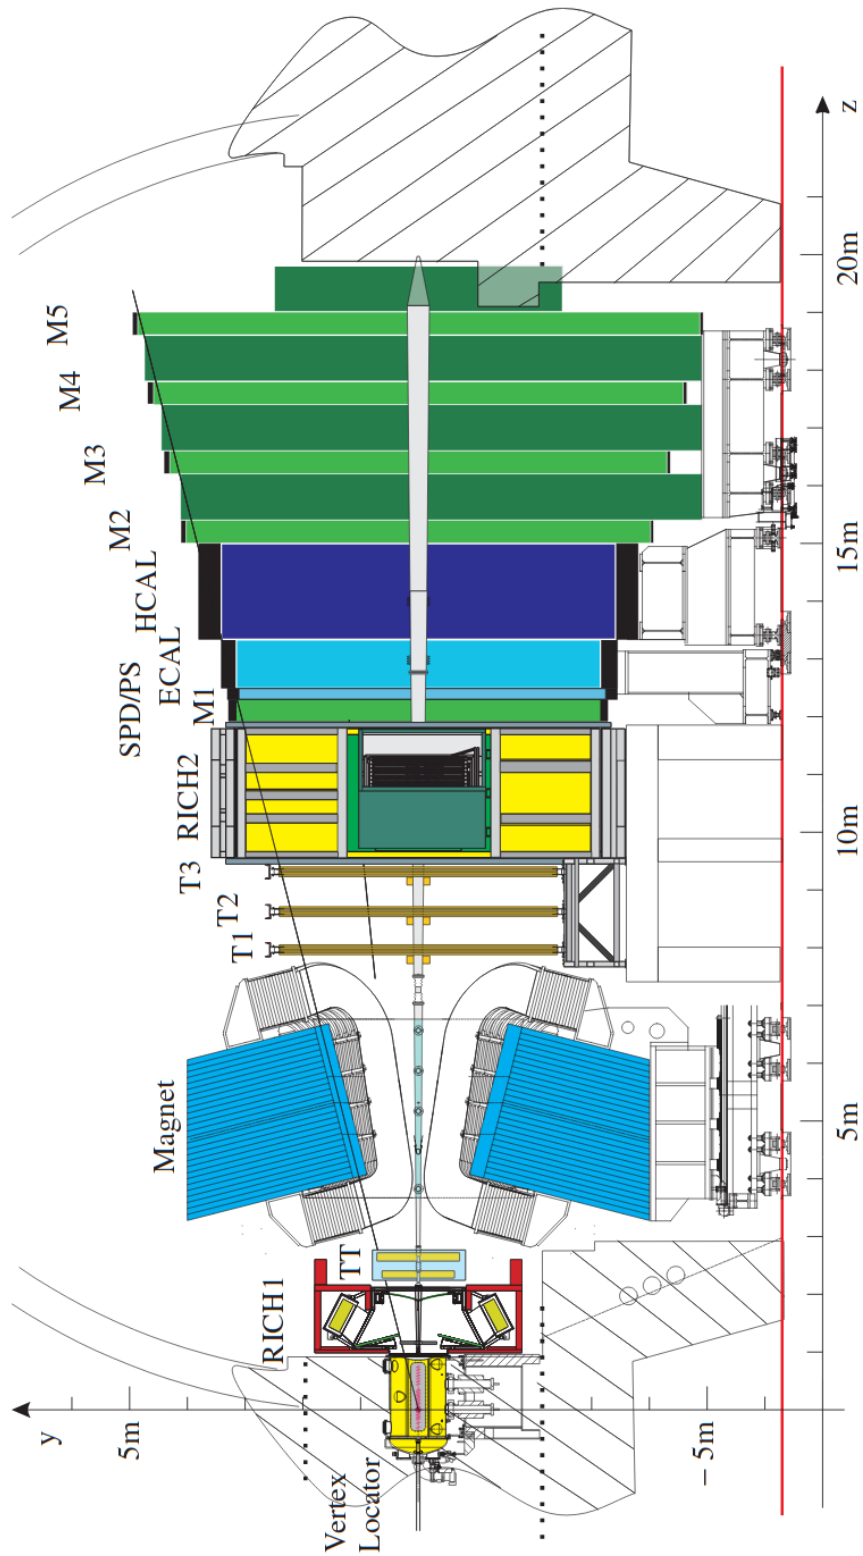 y
5m
− 5m
Vertex
Locator
RICH1
TT
Magnet
T1
T2
T3
RICH2
M1
SPD/PS
ECAL
HCAL
M2
M3
M4
M5
5m
10m
15m
20m
z